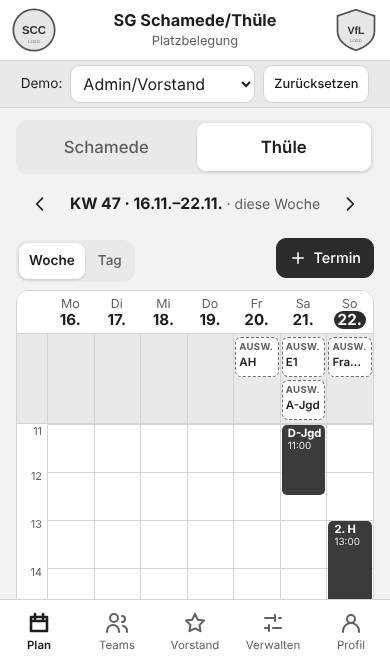 SCC
LOGO
SG Schamede/Thüle
Platzbelegung
VfL
LOGO
Demo:
Admin/Vorstand
Zurücksetzen
Schamede
Thüle
KW 47 · 16.11.–22.11. · diese Woche
Woche
Tag
+ Termin
Mo Di Mi Do Fr Sa So
16. 17. 18. 19. 20. 21. 22.
AUSW. AUSW. AUSW.
AH E1 Fra...
AUSW.
A-Jgd
11
D-Jgd
11:00
12
13
2. H
13:00
14
Plan Teams Vorstand Verwalten Profil